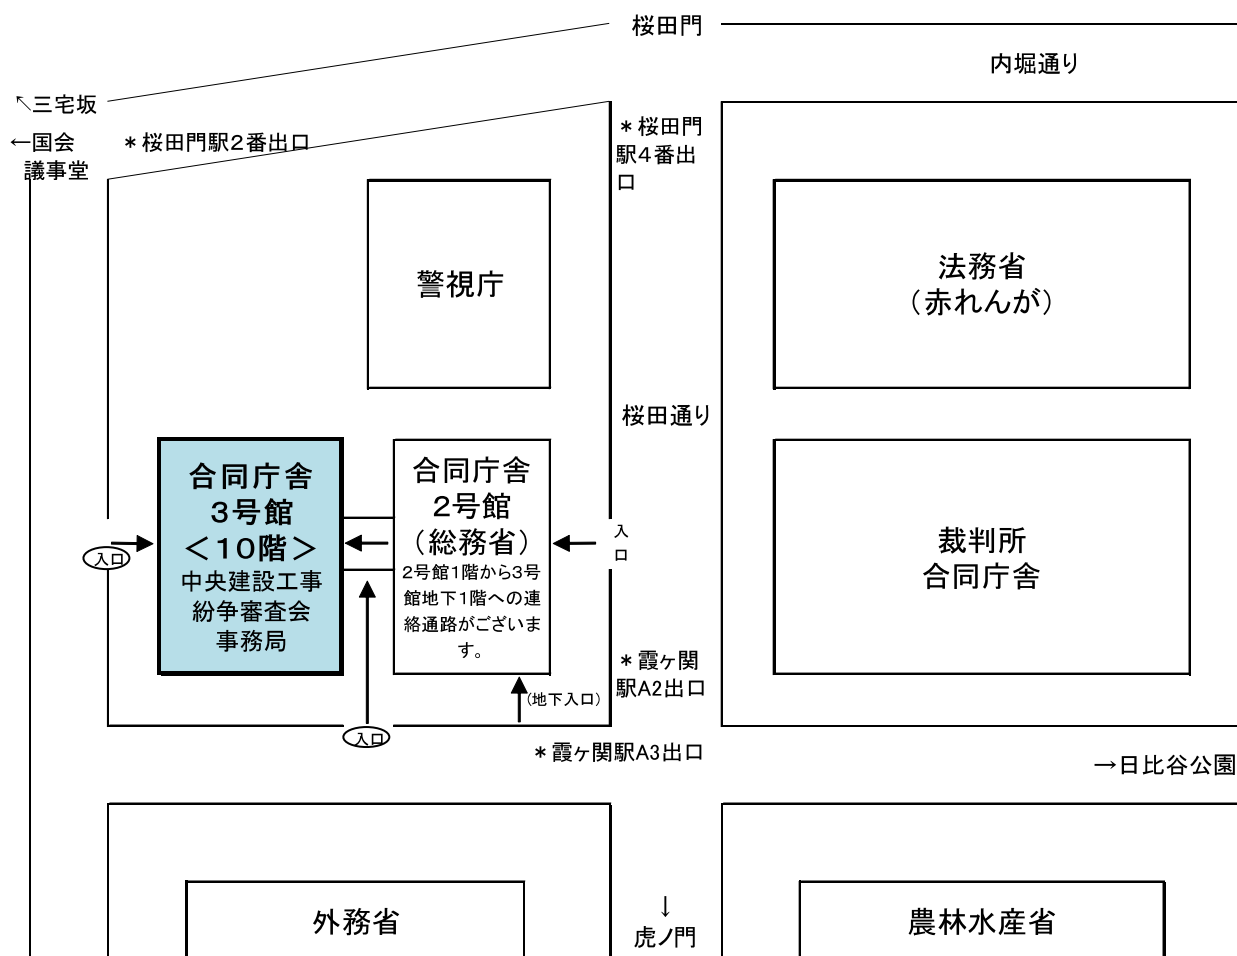 桜田門
内堀通り
↖三宅坂
←国会
議事堂
＊桜田門駅２番出口
＊桜田門
駅４番出
口
警視庁
法務省
（赤れんが）
桜田通り
合同庁舎
３号館
＜１０階＞
中央建設工事
紛争審査会
事務局
合同庁舎
２号館
（総務省）
２号館１階から３号
館地下１階への連
絡通路がございま
す。
入
口
入口
裁判所
合同庁舎
＊霞ヶ関
駅A２出口
(地下入口)
入口
＊霞ヶ関駅A３出口
→日比谷公園
外務省
↓
虎ノ門
農林水産省